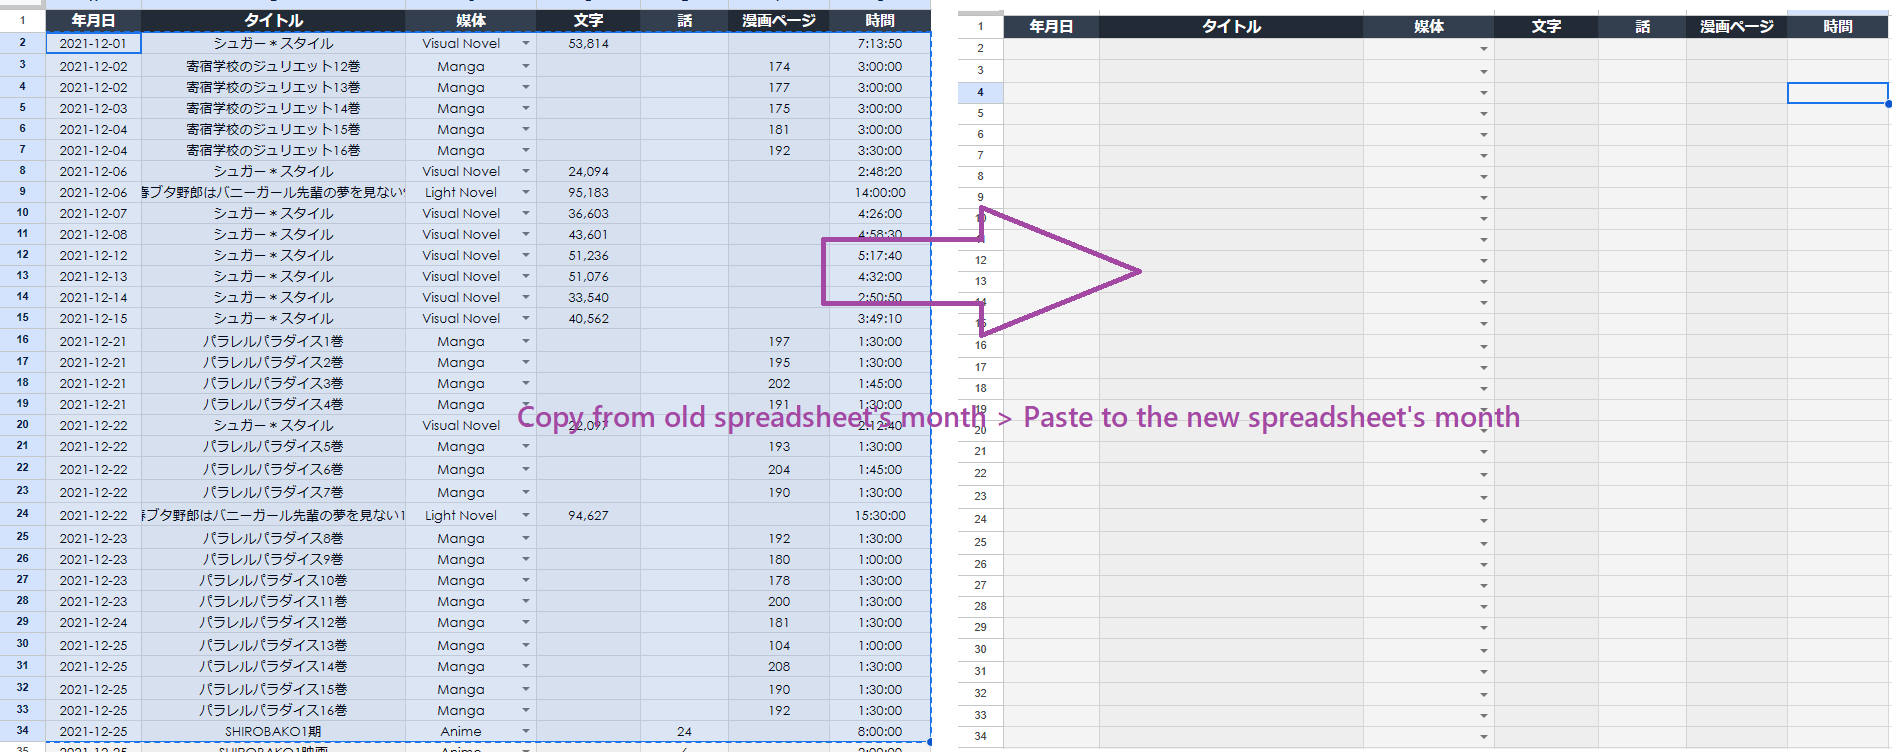 1 年月日 タイトル 媒体 文字 話 漫画ページ 時間
2 2021-12-01 シュガー＊スタイル Visual Novel 53,814 7:13:50
3 2021-12-02 寄宿学校のジュリエット12巻 Manga 174 3:00:00
4 2021-12-02 寄宿学校のジュリエット13巻 Manga 177 3:00:00
5 2021-12-03 寄宿学校のジュリエット14巻 Manga 175 3:00:00
6 2021-12-04 寄宿学校のジュリエット15巻 Manga 181 3:00:00
7 2021-12-04 寄宿学校のジュリエット16巻 Manga 192 3:30:00
8 2021-12-06 シュガー＊スタイル Visual Novel 24,094 2:48:20
9 2021-12-06 春ブタ野郎はバニーガール先輩の夢を見ない Light Novel 95,183 14:00:00
10 2021-12-07 シュガー＊スタイル Visual Novel 36,603 4:26:00
11 2021-12-08 シュガー＊スタイル Visual Novel 43,601 4:58:30
12 2021-12-12 シュガー＊スタイル Visual Novel 51,236 5:17:40
13 2021-12-13 シュガー＊スタイル Visual Novel 51,076 4:32:00
14 2021-12-14 シュガー＊スタイル Visual Novel 33,540 2:50:50
15 2021-12-15 シュガー＊スタイル Visual Novel 40,562 3:49:10
16 2021-12-21 パラレルパラダイス1巻 Manga 197 1:30:00
17 2021-12-21 パラレルパラダイス2巻 Manga 195 1:30:00
18 2021-12-21 パラレルパラダイス3巻 Manga 202 1:45:00
19 2021-12-21 パラレルパラダイス4巻 Manga 191 1:30:00
20 2021-12-22 シュガー＊スタイル Visual Novel 22,097 2:12:40
21 2021-12-22 パラレルパラダイス5巻 Manga 193 1:30:00
22 2021-12-22 パラレルパラダイス6巻 Manga 204 1:45:00
23 2021-12-22 パラレルパラダイス7巻 Manga 190 1:30:00
24 2021-12-22 春ブタ野郎はバニーガール先輩の夢を見ない1 Light Novel 94,627 15:30:00
25 2021-12-23 パラレルパラダイス8巻 Manga 192 1:30:00
26 2021-12-23 パラレルパラダイス9巻 Manga 180 1:00:00
27 2021-12-23 パラレルパラダイス10巻 Manga 178 1:30:00
28 2021-12-23 パラレルパラダイス11巻 Manga 200 1:30:00
29 2021-12-24 パラレルパラダイス12巻 Manga 181 1:30:00
30 2021-12-25 パラレルパラダイス13巻 Manga 104 1:00:00
31 2021-12-25 パラレルパラダイス14巻 Manga 208 1:30:00
32 2021-12-25 パラレルパラダイス15巻 Manga 190 1:30:00
33 2021-12-25 パラレルパラダイス16巻 Manga 192 1:30:00
34 2021-12-25 SHIROBAKO1期 Anime 24 8:00:00
35 2021-12-25 SHIROBAKO1映画 Anime 2:00:00
Copy from old spreadsheet's month > Paste to the new spreadsheet's month
1 年月日 タイトル 媒体 文字 話 漫画ページ 時間
2
3
4
5
6
7
8
9
10
11
12
13
14
15
16
17
18
19
20
21
22
23
24
25
26
27
28
29
30
31
32
33
34